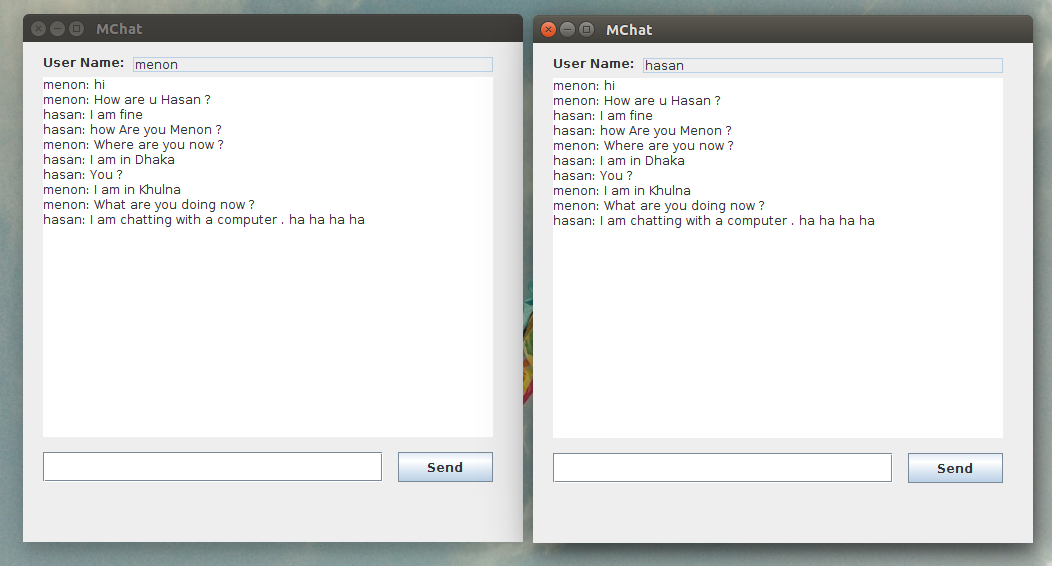 MChat
User Name: menon
menon: hi
menon: How are u Hasan ?
hasan: I am fine
hasan: how Are you Menon ?
menon: Where are you now ?
hasan: I am in Dhaka
hasan: You ?
menon: I am in Khulna
menon: What are you doing now ?
hasan: I am chatting with a computer . ha ha ha ha
Send
MChat
User Name: hasan
menon: hi
menon: How are u Hasan ?
hasan: I am fine
hasan: how Are you Menon ?
menon: Where are you now ?
hasan: I am in Dhaka
hasan: You ?
menon: I am in Khulna
menon: What are you doing now ?
hasan: I am chatting with a computer . ha ha ha ha
Send